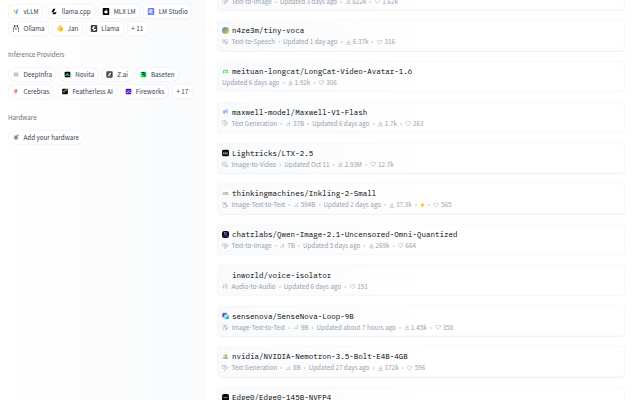 vLLM llama.cpp MLX LM LM Studio
Ollama Jan Llama +11
Inference Providers
DeepInfra Novita Z.ai Baseten
Cerebras Featherless AI Fireworks +17
Hardware
Add your hardware
n4ze3m/tiny-voca
Text-to-Speech • Updated 1 day ago • 6.37k • 316
meituan-longcat/LongCat-Video-Avatar-1.6
Updated 6 days ago • 1.92k • 306
maxwell-model/Maxwell-V1-Flash
Text Generation • 37B • Updated 6 days ago • 1.7k • 263
Lightricks/LTX-2.5
Image-to-Video • Updated Oct 11 • 2.93M • 12.7k
thinkingmachines/Inkling-2-Small
Image-Text-to-Text • 594B • Updated 2 days ago • 37.3k • 565
chatrlabs/Qwen-Image-2.1-Uncensored-Omni-Quantized
Text-to-Image • 7B • Updated 5 days ago • 269k • 664
inworld/voice-isolator
Audio-to-Audio • Updated 6 days ago • 191
sensenova/SenseNova-Loop-9B
Image-Text-to-Text • 9B • Updated about 7 hours ago • 1.45k • 358
nvidia/NVIDIA-Nemotron-3.5-Bolt-E4B-4GB
Text Generation • 8B • Updated 27 days ago • 172k • 596
Edge0/Edge0-145B-NVFP4